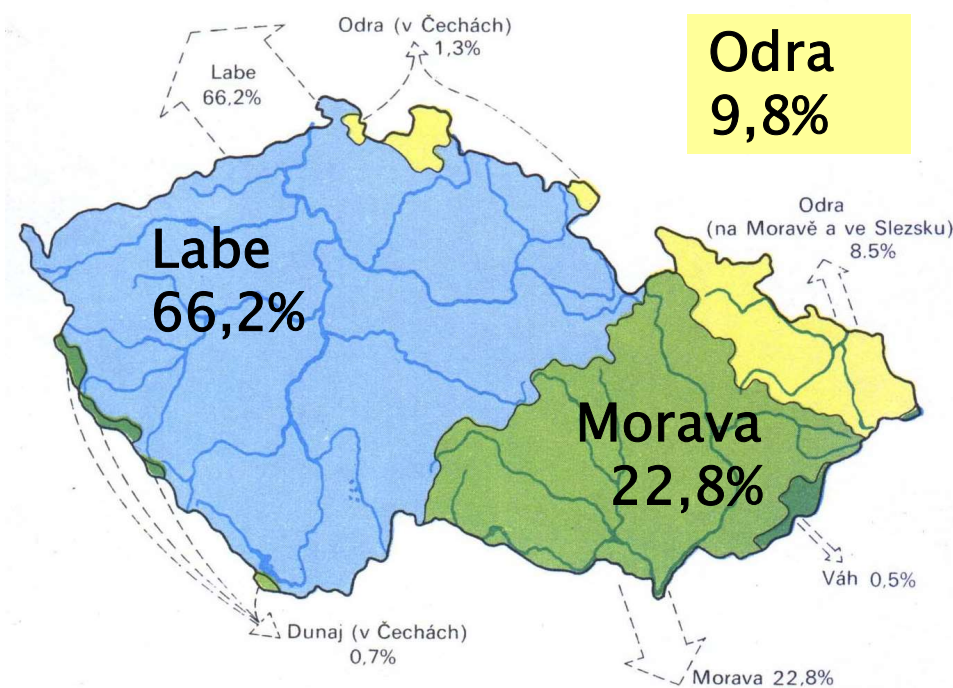 Odra (v Čechách)
1,3%
Labe
66,2%
Odra
9,8%
Odra
(na Moravě a ve Slezsku)
8.5%
Labe
66,2%
Morava
22,8%
Váh 0,5%
Dunaj (v Čechách)
0,7%
Morava 22,8%